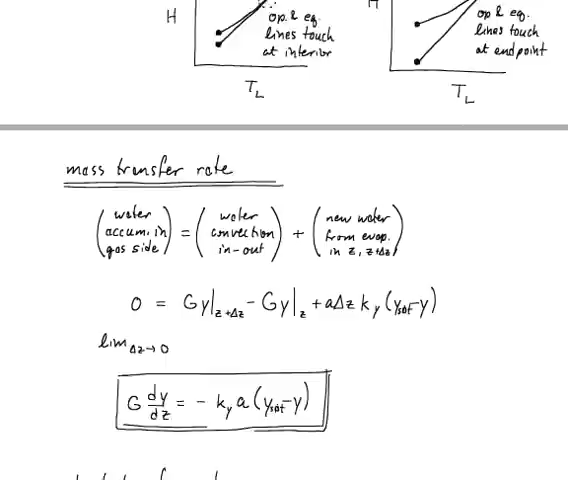 H
op. & eq.
lines touch
at interior
T_L
H
op & eq.
lines touch
at endpoint
T_L
mass transfer rate
(water accum. in gas side) = (water convection in-out) + (new water from evap. in z, z+Δz)
0 = Gy|_{z+Δz} - Gy|_z + aΔz k_y (y_sat - y)
lim_{Δz→0}
G dy/dz = - k_y a (y_sat - y)